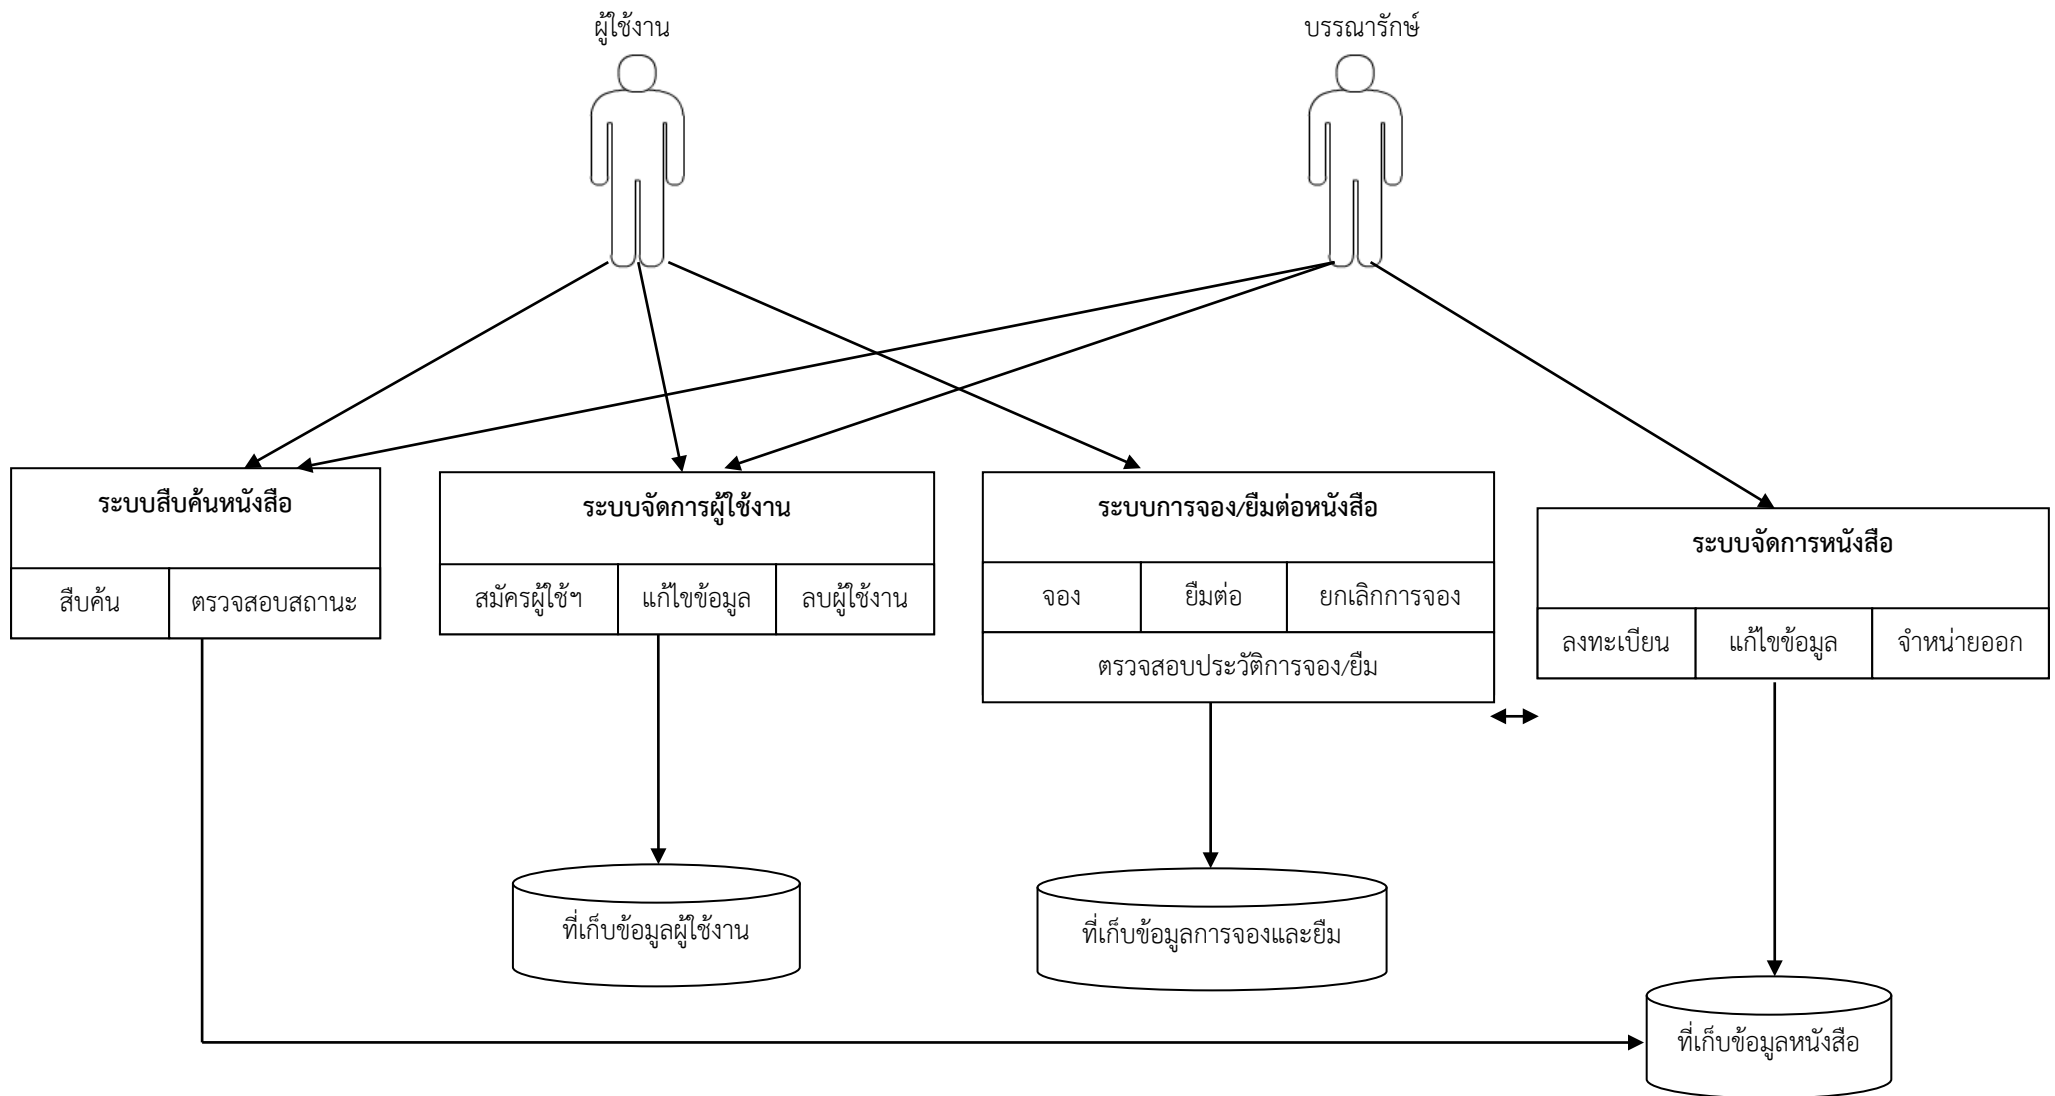 ผู้ใช้งาน
บรรณารักษ์
ระบบสืบค้นหนังสือ
สืบค้น
ตรวจสอบสถานะ
ระบบจัดการผู้ใช้งาน
สมัครผู้ใช้ฯ
แก้ไขข้อมูล
ลบผู้ใช้งาน
ระบบการจอง/ยืมต่อหนังสือ
จอง
ยืมต่อ
ยกเลิกการจอง
ตรวจสอบประวัติการจอง/ยืม
ระบบจัดการหนังสือ
ลงทะเบียน
แก้ไขข้อมูล
จำหน่ายออก
ที่เก็บข้อมูลผู้ใช้งาน
ที่เก็บข้อมูลการจองและยืม
ที่เก็บข้อมูลหนังสือ